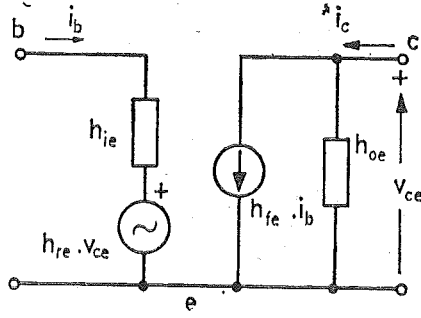 b i_b i_c c
+
h_ie h_oe
+ h_fe . i_b v_ce
h_re . v_ce
e